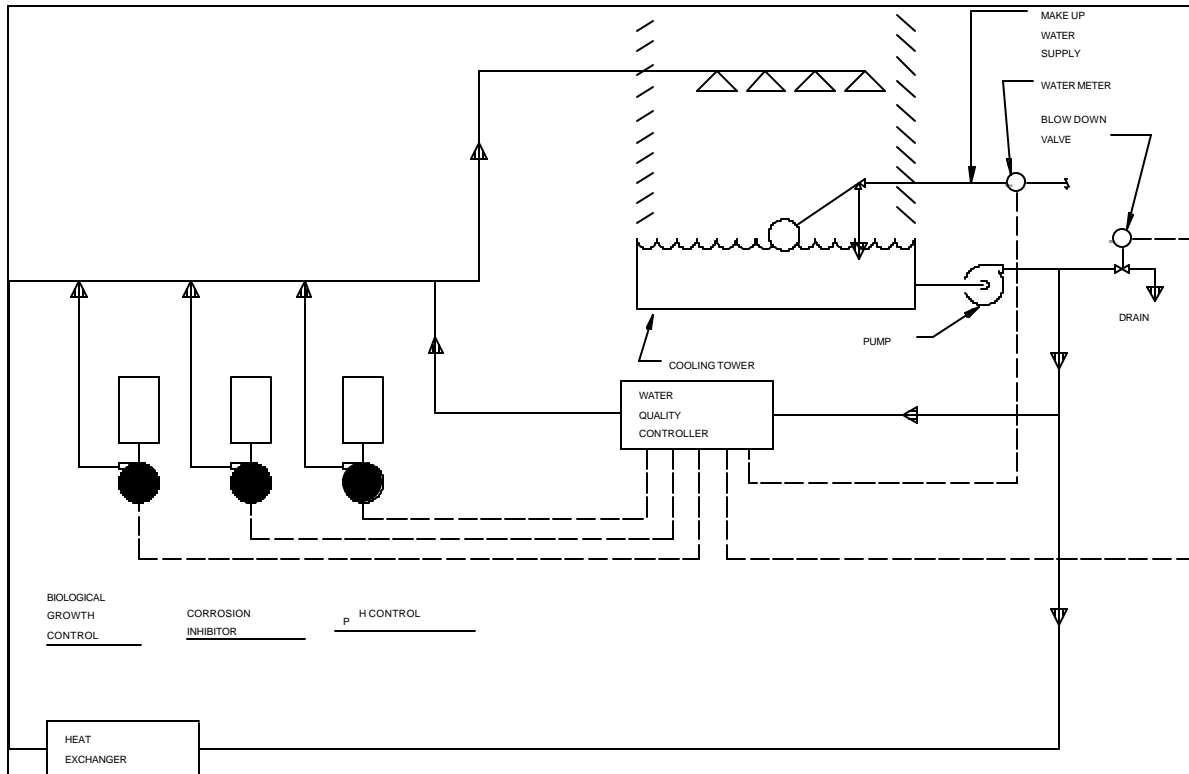 MAKE UP
WATER
SUPPLY
WATER METER
BLOW DOWN
VALVE
DRAIN
PUMP
COOLING TOWER
WATER
QUALITY
CONTROLLER
BIOLOGICAL
GROWTH
CONTROL
CORROSION
INHIBITOR
P H CONTROL
HEAT
EXCHANGER